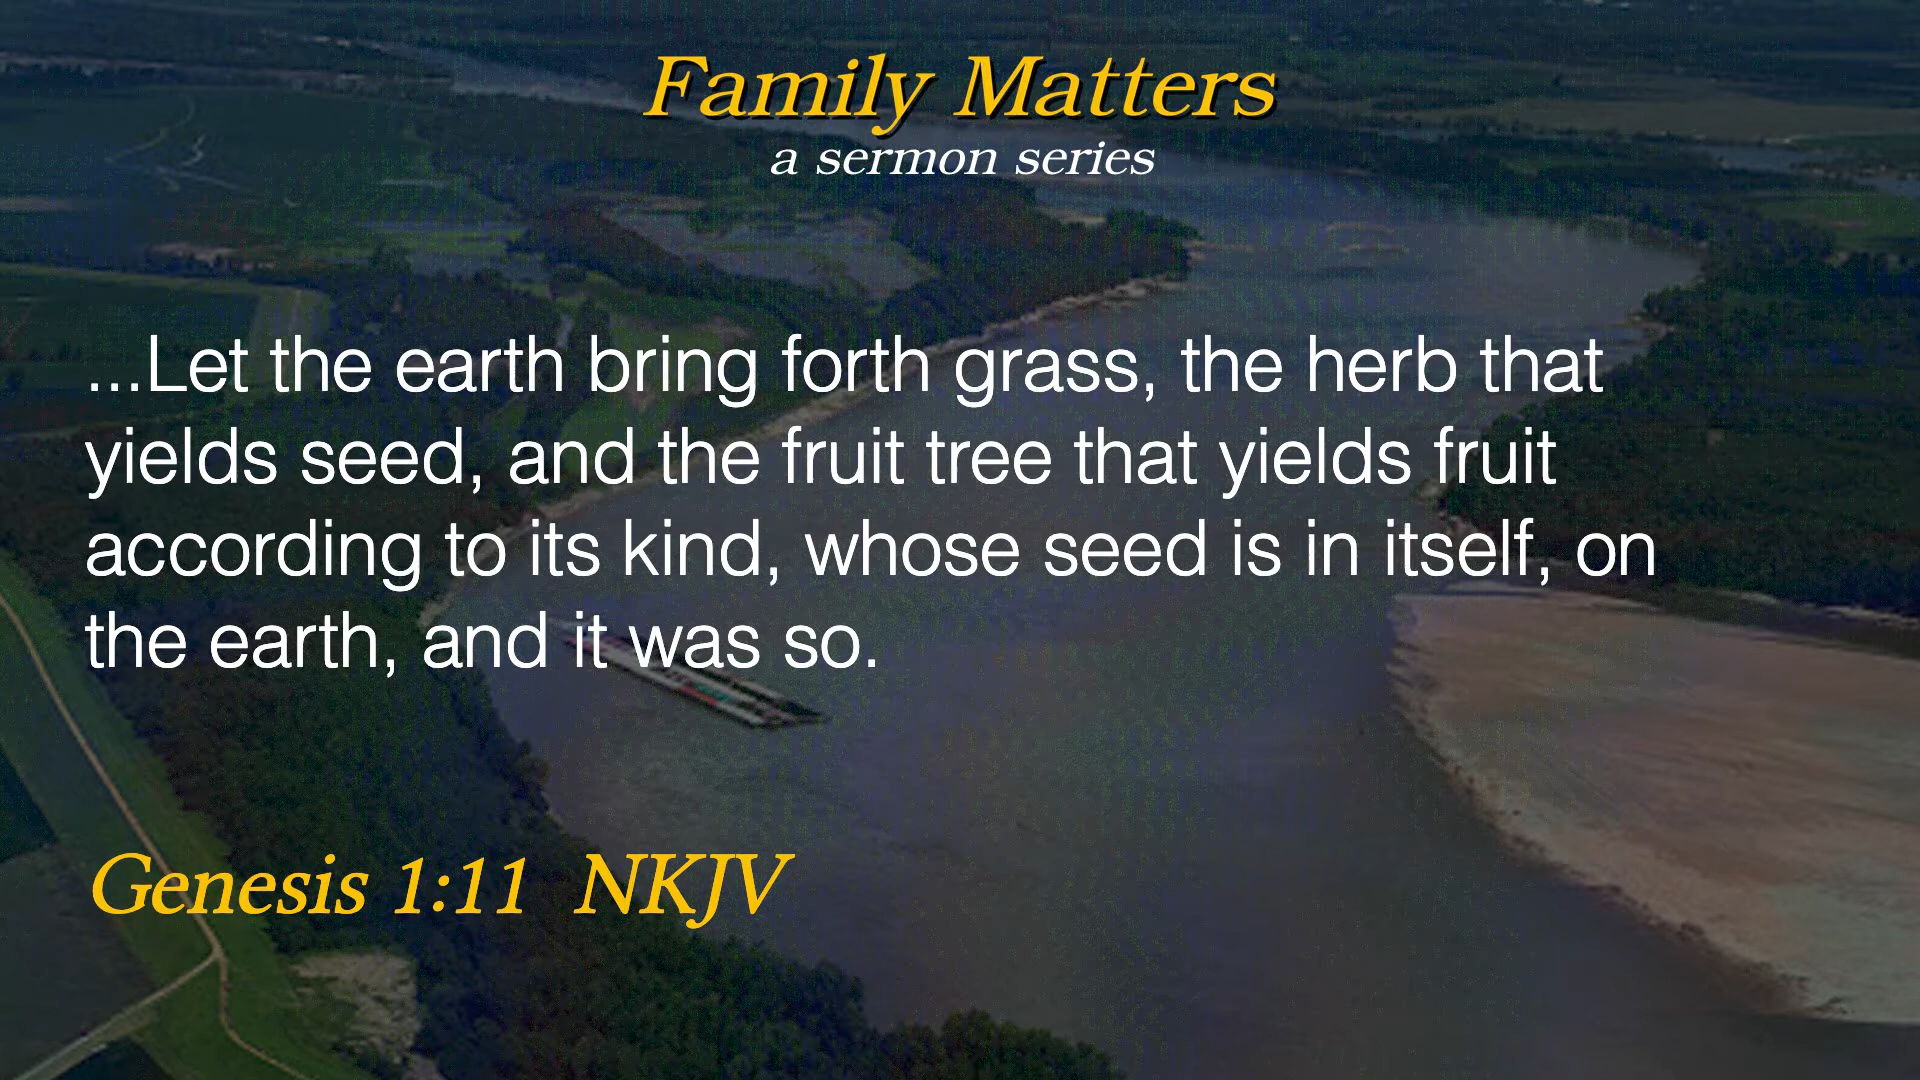 Family Matters
a sermon series
...Let the earth bring forth grass, the herb that
yields seed, and the fruit tree that yields fruit
according to its kind, whose seed is in itself, on
the earth, and it was so.
Genesis 1:11  NKJV